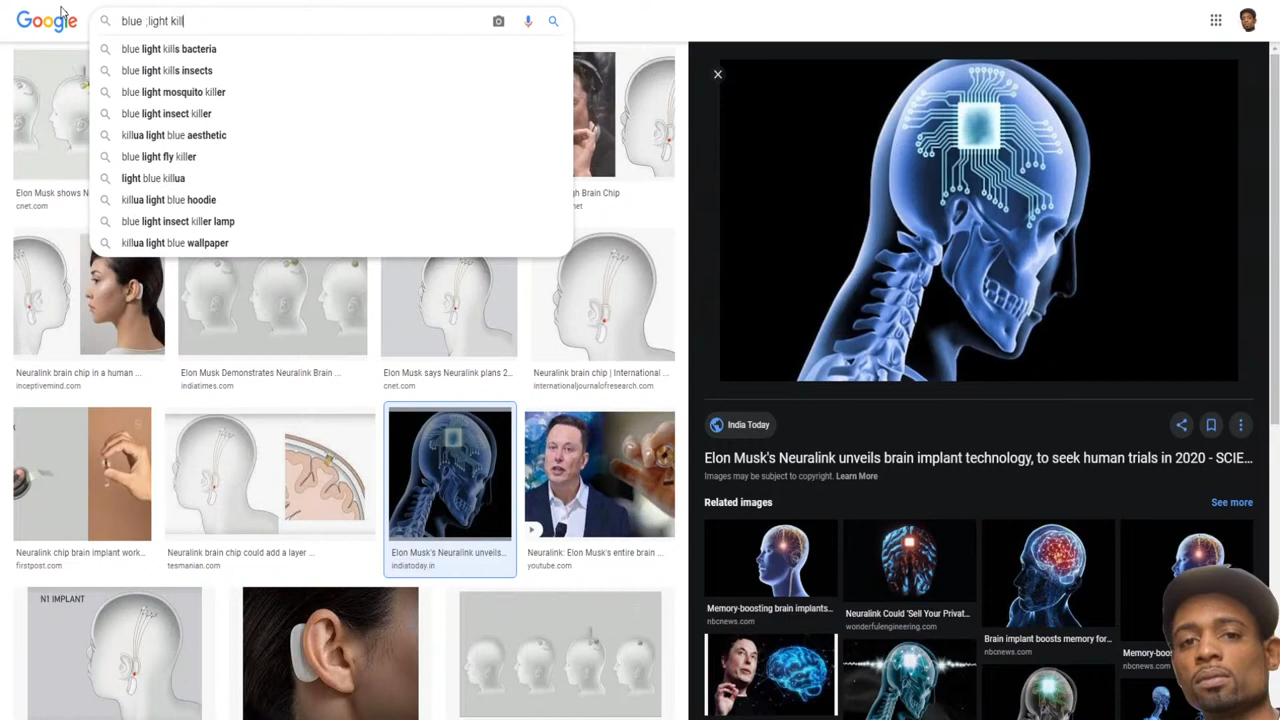 Google
blue ;light kill
blue light kills bacteria
blue light kills insects
blue light mosquito killer
blue light insect killer
killua light blue aesthetic
blue light fly killer
light blue killua
killua light blue hoodie
blue light insect killer lamp
killua light blue wallpaper
Elon Musk shows N
cnet.com
gh Brain Chip
net
Neuralink brain chip in a human ...
inceptivemind.com
Elon Musk Demonstrates Neuralink Brain ...
indiatimes.com
Elon Musk says Neuralink plans 2...
cnet.com
Neuralink brain chip | International ...
internationaljournalofresearch.com
Neuralink chip brain implant work...
firstpost.com
Neuralink brain chip could add a layer ...
tesmanian.com
Elon Musk's Neuralink unveils...
indiatoday.in
Neuralink: Elon Musk's entire brain ...
youtube.com
N1 IMPLANT
India Today
Elon Musk's Neuralink unveils brain implant technology, to seek human trials in 2020 - SCIE...
Images may be subject to copyright. Learn More
Related images
See more
Memory-boosting brain implants...
nbcnews.com
Neuralink Could 'Sell Your Privat...
wonderfulengineering.com
Brain implant boosts memory for...
nbcnews.com
Memory-boos
nbcnews.com